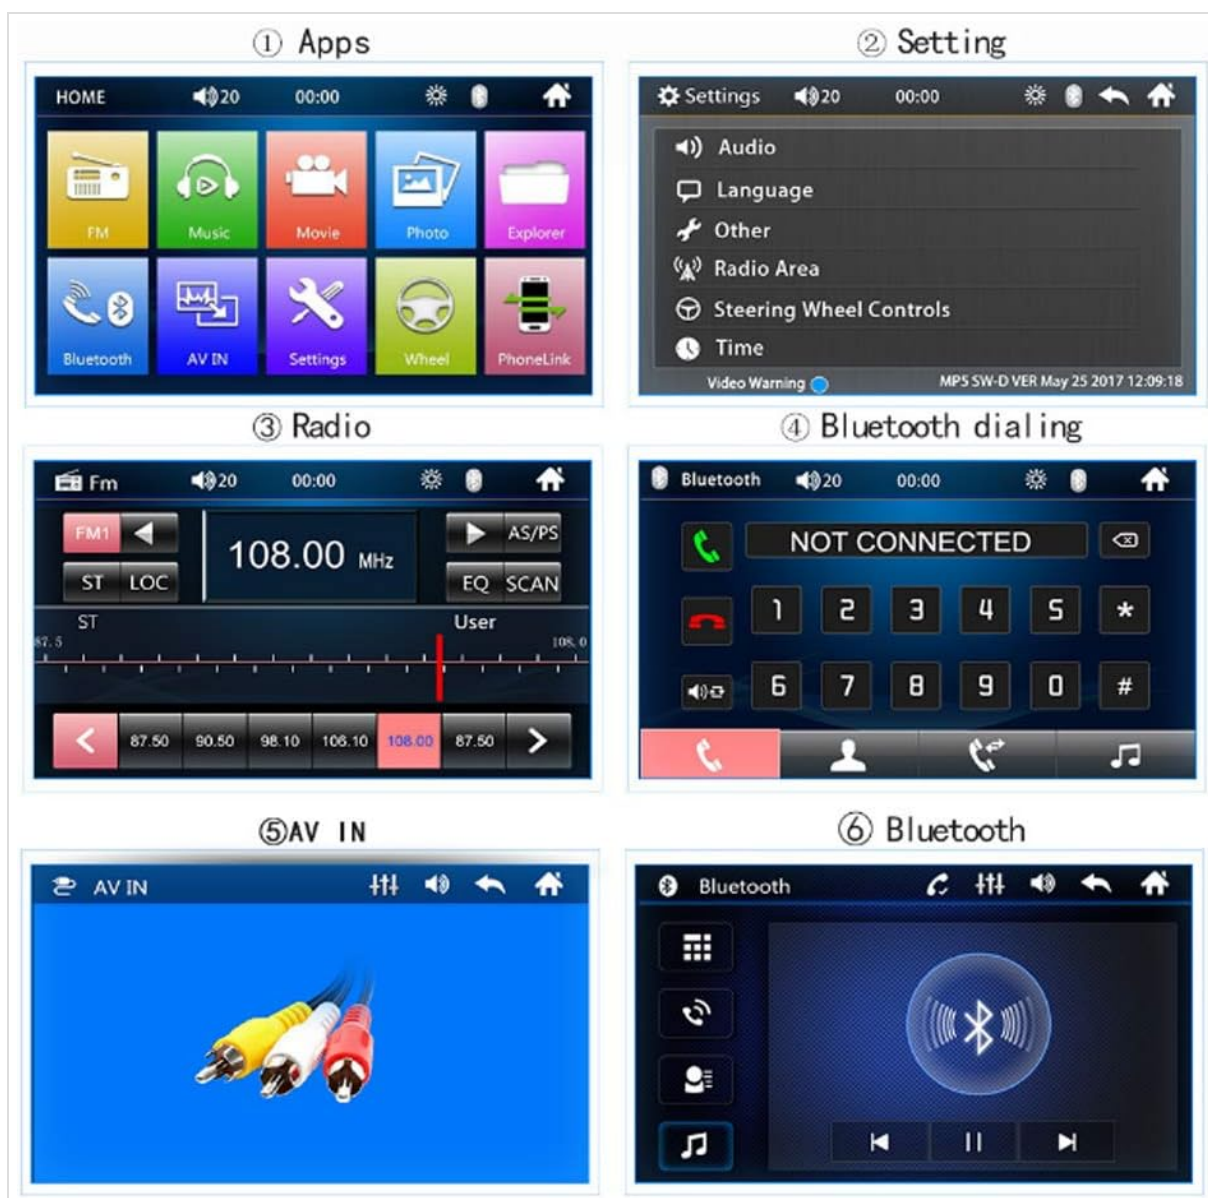 ① Apps
② Setting
HOME 20 00:00
FM Music Movie Photo Explorer
Bluetooth AV IN Settings Wheel PhoneLink
Settings 20 00:00
Audio
Language
Other
Radio Area
Steering Wheel Controls
Time
Video Warning MP5 SW-D VER May 25 2017 12:09:18
③ Radio
④ Bluetooth dialing
Fm 20 00:00
FM1 AS/PS
108.00 MHz
ST LOC EQ SCAN
ST User
87.5 108.0
87.50 90.50 98.10 106.10 108.00 87.50
Bluetooth 20 00:00
NOT CONNECTED
1 2 3 4 5 *
6 7 8 9 0 #
⑤AV IN
⑥ Bluetooth
AV IN
Bluetooth